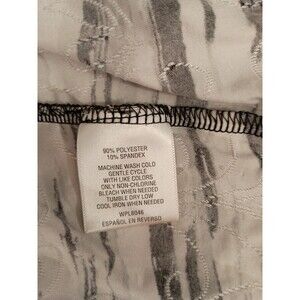 90% POLYESTER
10% SPANDEX
MACHINE WASH COLD
GENTLE CYCLE
WITH LIKE COLORS
ONLY NON-CHLORINE
BLEACH WHEN NEEDED
TUMBLE DRY LOW
COOL IRON WHEN NEEDED
WPL8046
ESPAÑOL EN REVERSO